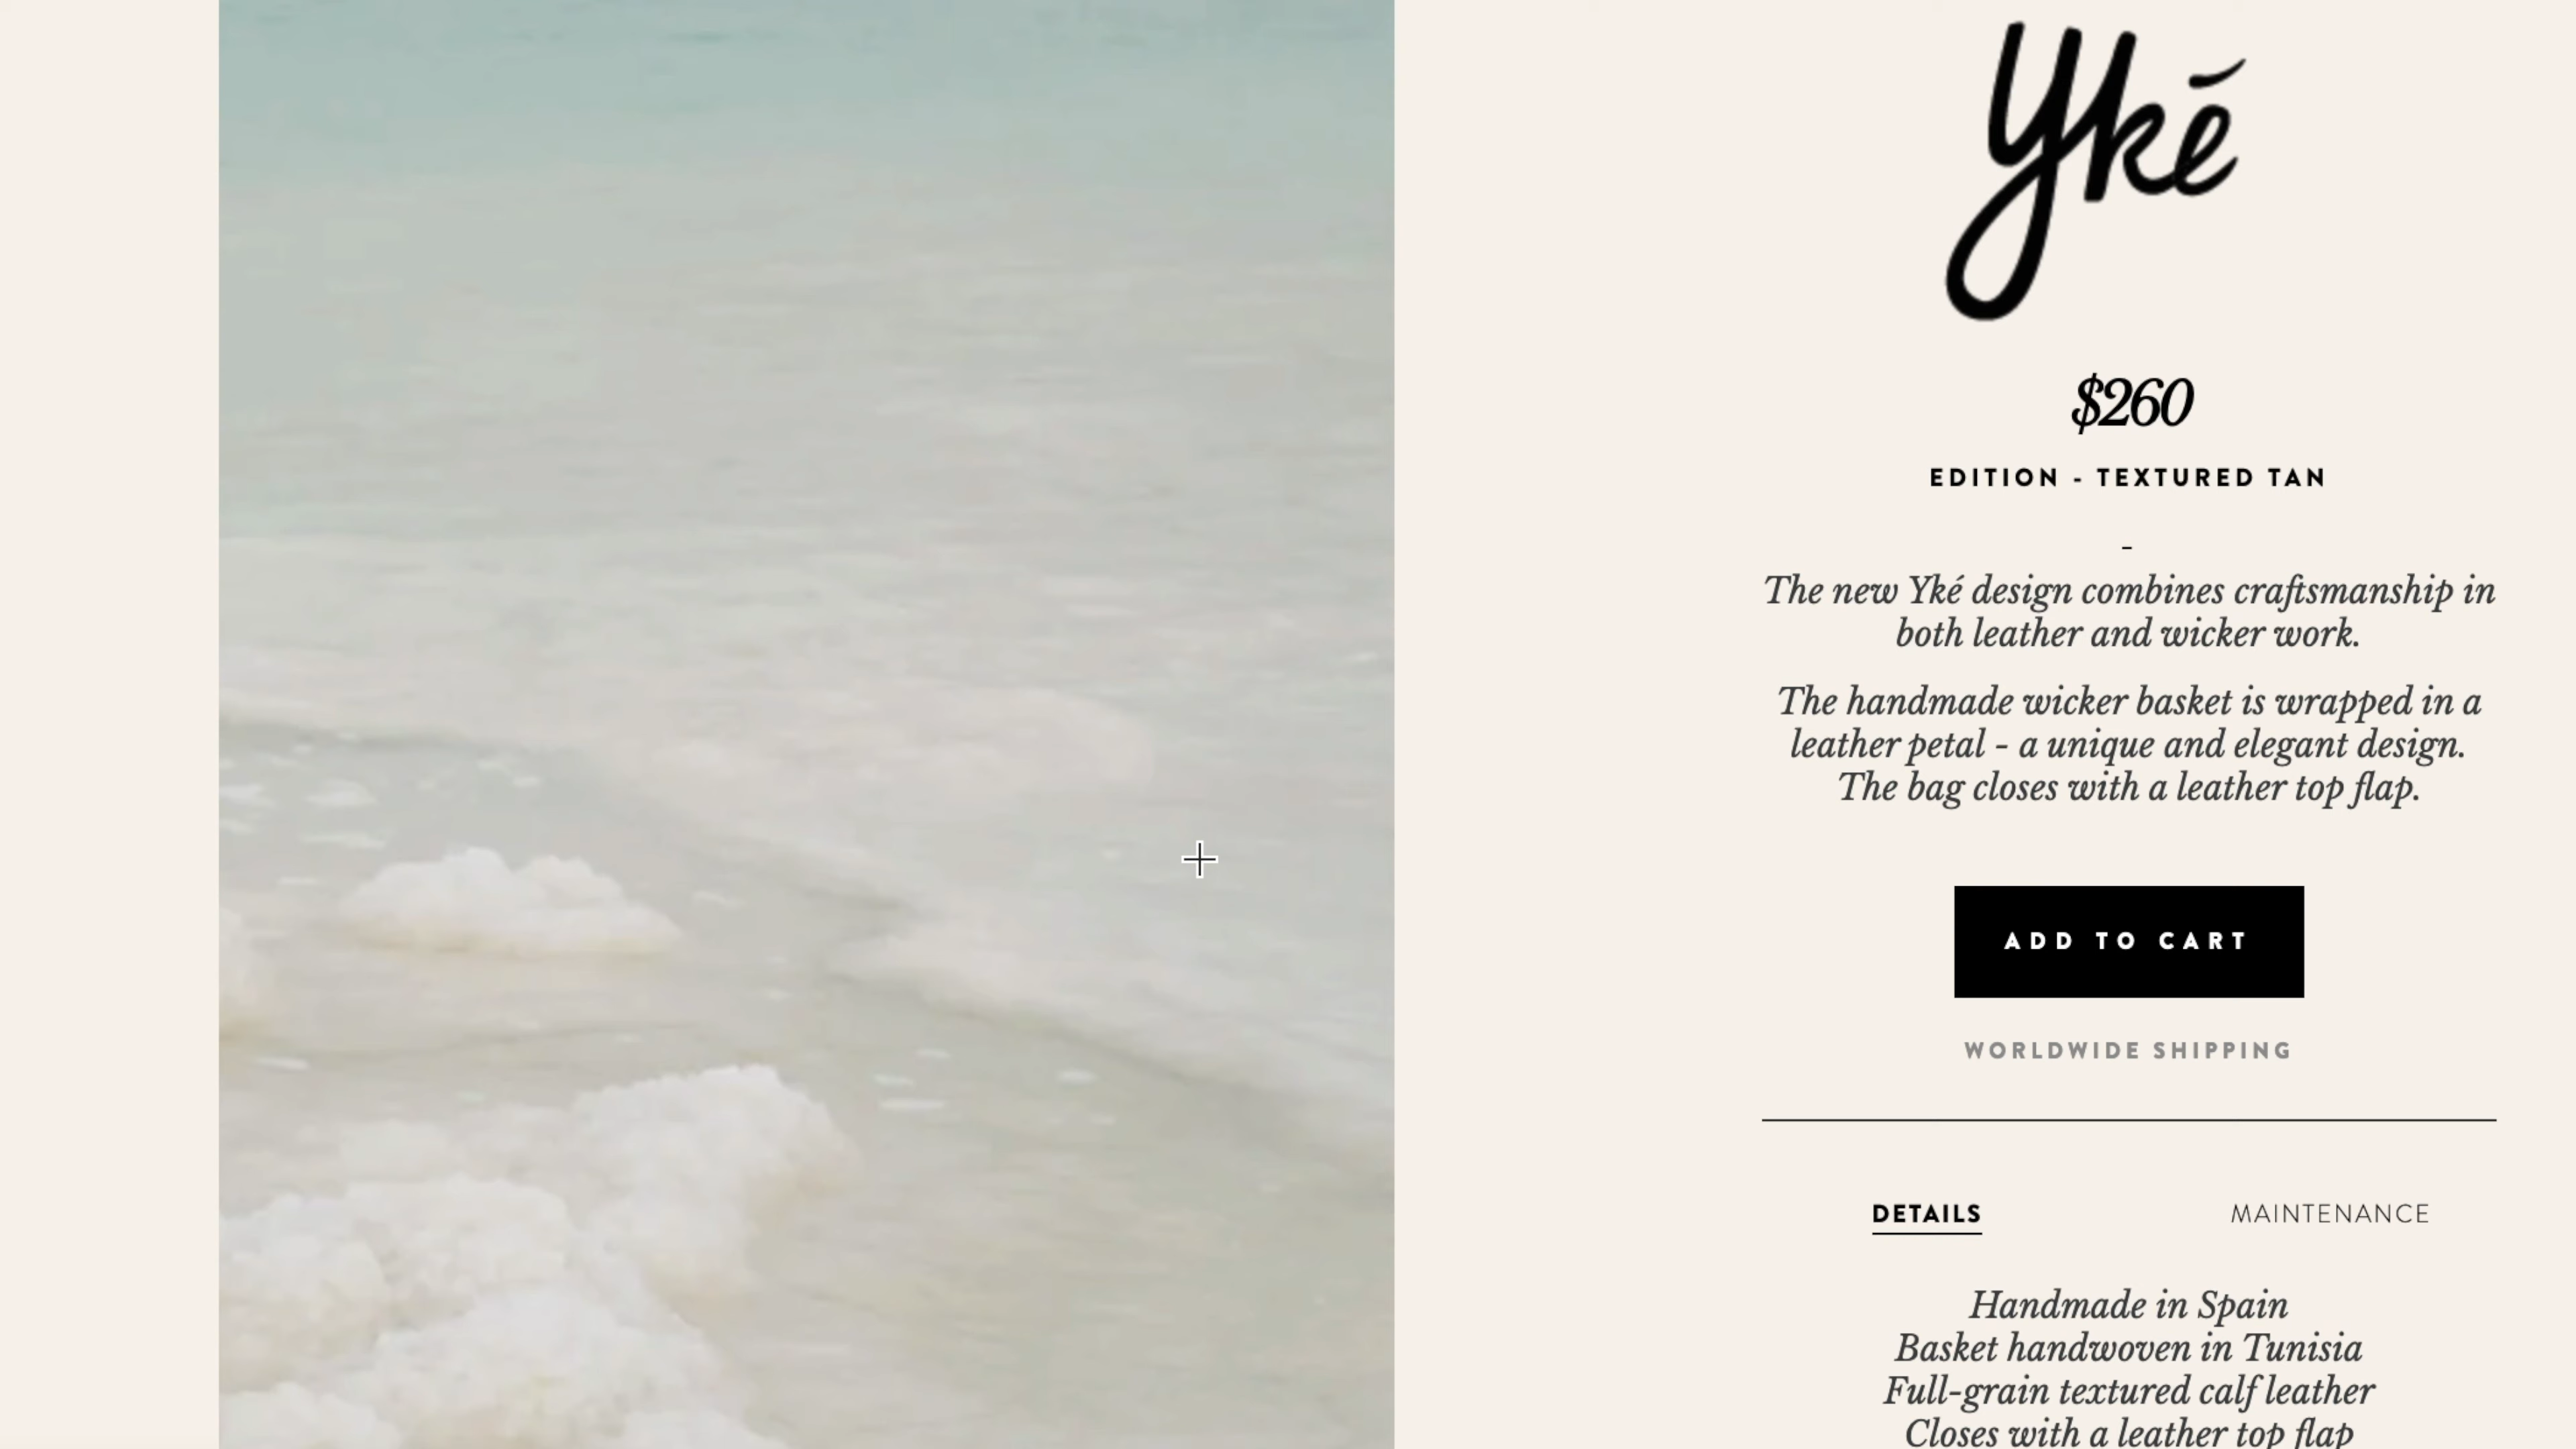 Yké
$260
EDITION - TEXTURED TAN
-
The new Yké design combines craftsmanship in
both leather and wicker work.
The handmade wicker basket is wrapped in a
leather petal - a unique and elegant design.
The bag closes with a leather top flap.
ADD TO CART
WORLDWIDE SHIPPING
DETAILS
MAINTENANCE
Handmade in Spain
Basket handwoven in Tunisia
Full-grain textured calf leather
Closes with a leather top flap